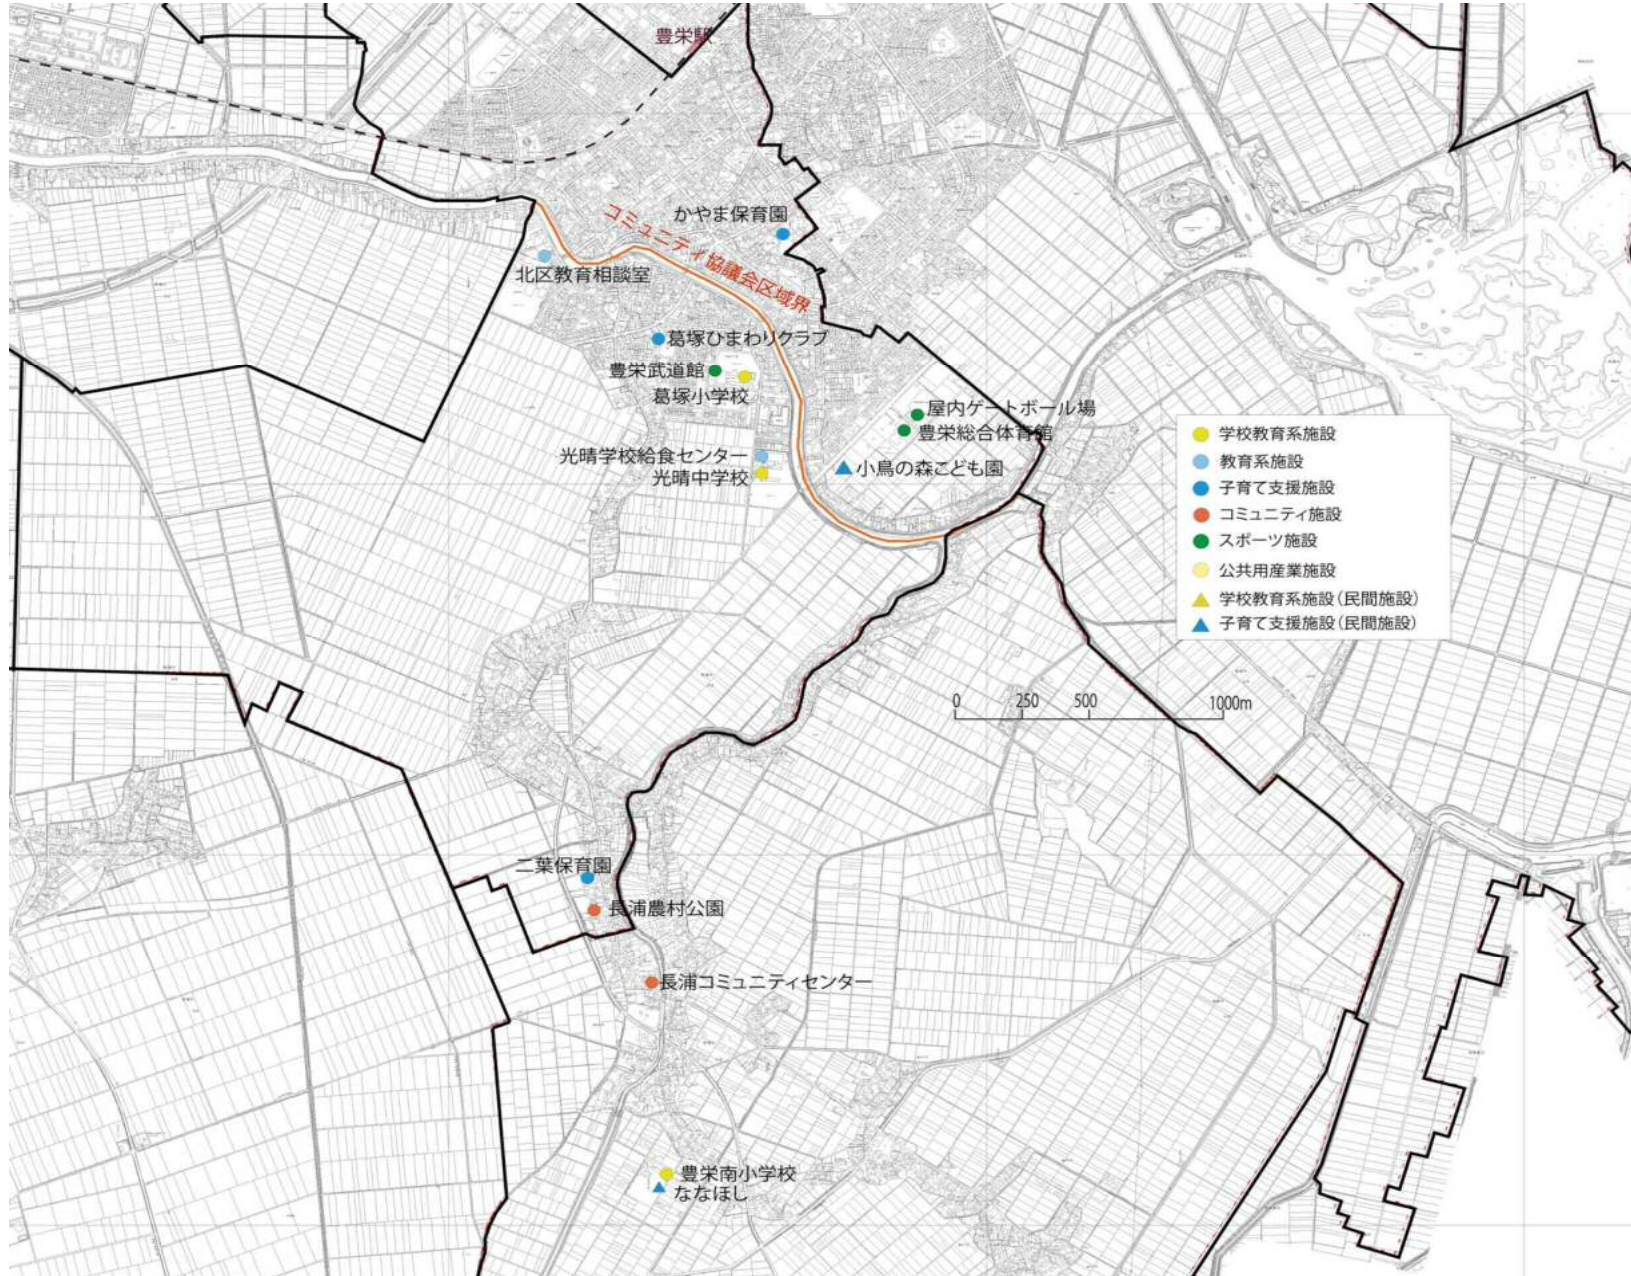 豊栄駅
かやま保育園
コミュニティ協議会区域界
北区教育相談室
葛塚ひまわりクラブ
豊栄武道館
葛塚小学校
屋内ゲートボール場
豊栄総合体育館
光晴学校給食センター
小鳥の森こども園
光晴中学校
学校教育系施設
教育系施設
子育て支援施設
コミュニティ施設
スポーツ施設
公共用産業施設
学校教育系施設(民間施設)
子育て支援施設(民間施設)
0 250 500 1000m
二葉保育園
長浦農村公園
長浦コミュニティセンター
豊栄南小学校
ななほし